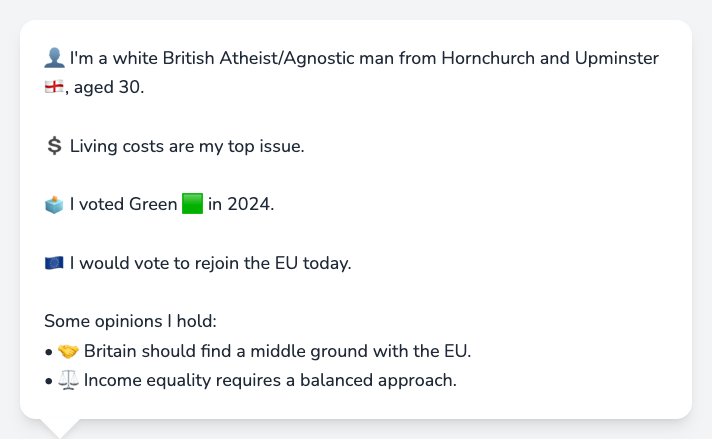 👤 I'm a white British Atheist/Agnostic man from Hornchurch and Upminster
🏴󠁧󠁢󠁥󠁮󠁧󠁿, aged 30.
💲 Living costs are my top issue.
🗳️ I voted Green 🟩 in 2024.
🇪🇺 I would vote to rejoin the EU today.
Some opinions I hold:
• 🤝 Britain should find a middle ground with the EU.
• ⚖️ Income equality requires a balanced approach.